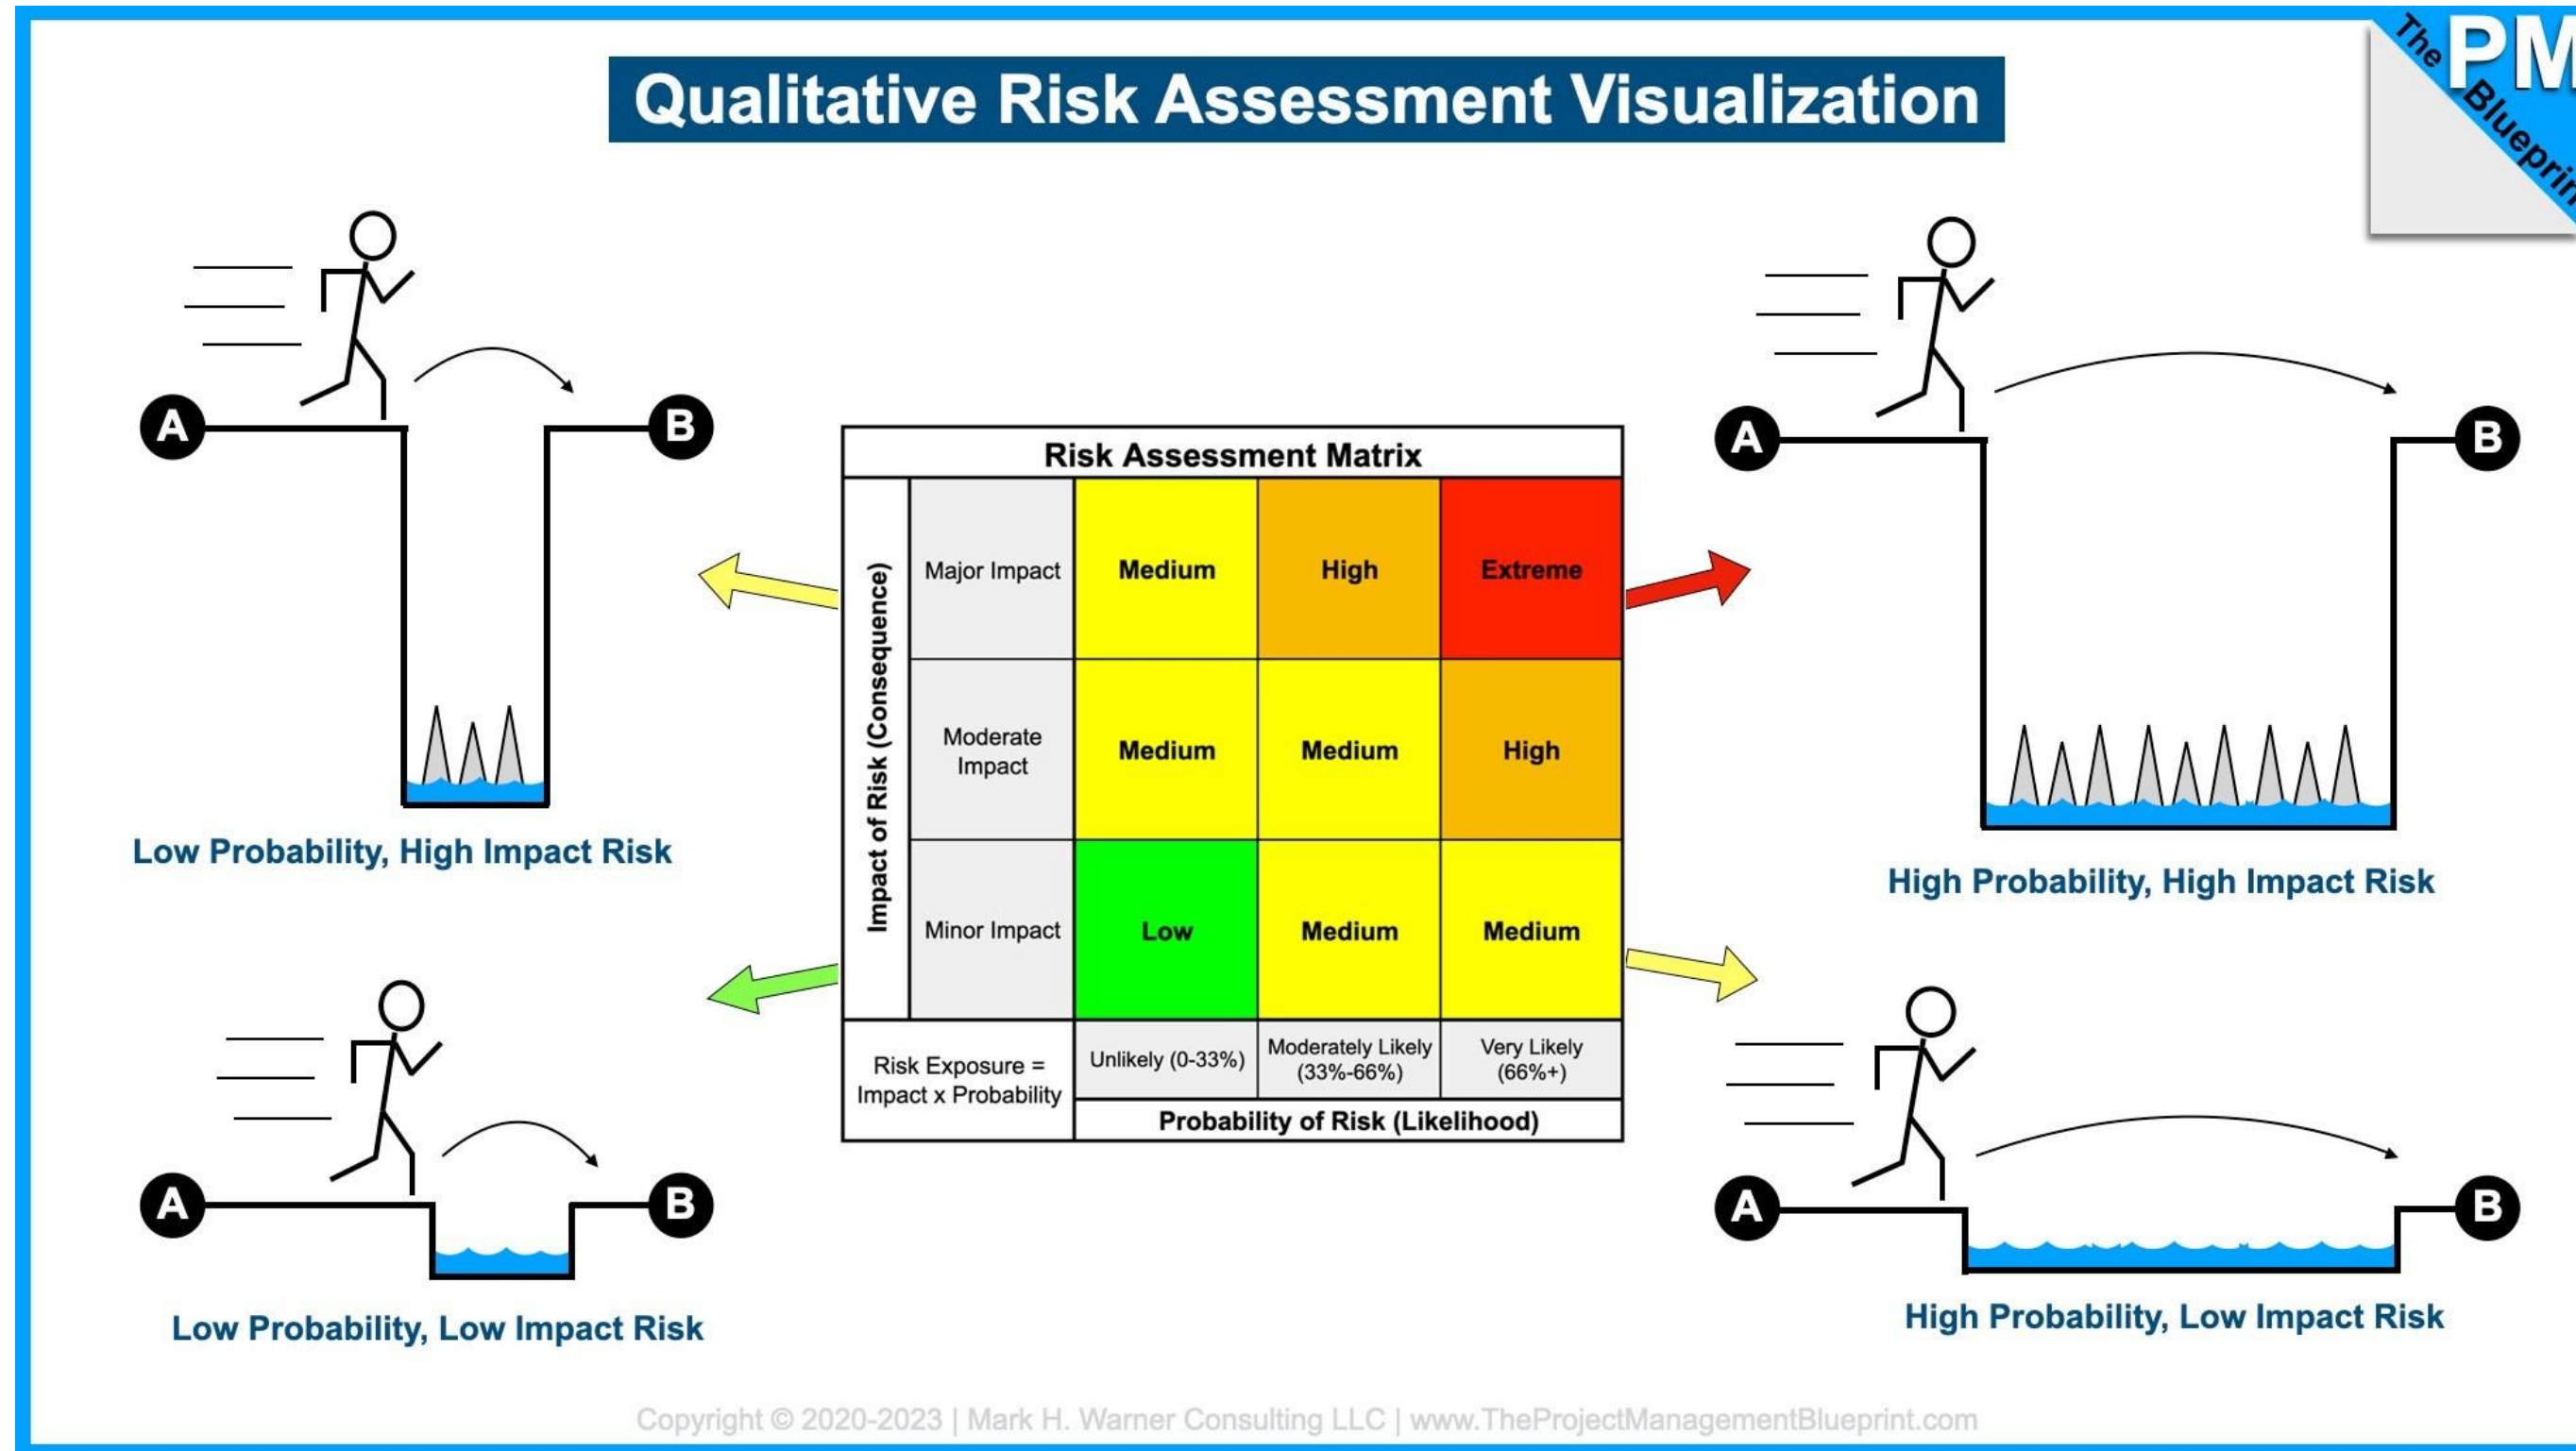 Qualitative Risk Assessment Visualization
The PM
Blueprin
A
B
A
B
Low Probability, High Impact Risk
High Probability, High Impact Risk
Risk Assessment Matrix
Impact of Risk (Consequence)
Major Impact
Medium
High
Extreme
Moderate
Impact
Medium
Medium
High
Minor Impact
Low
Medium
Medium
Risk Exposure =
Impact x Probability
Unlikely (0-33%)
Moderately Likely
(33%-66%)
Very Likely
(66%+)
Probability of Risk (Likelihood)
A
B
A
B
Low Probability, Low Impact Risk
High Probability, Low Impact Risk
Copyright © 2020-2023 | Mark H. Warner Consulting LLC | www.TheProjectManagementBlueprint.com